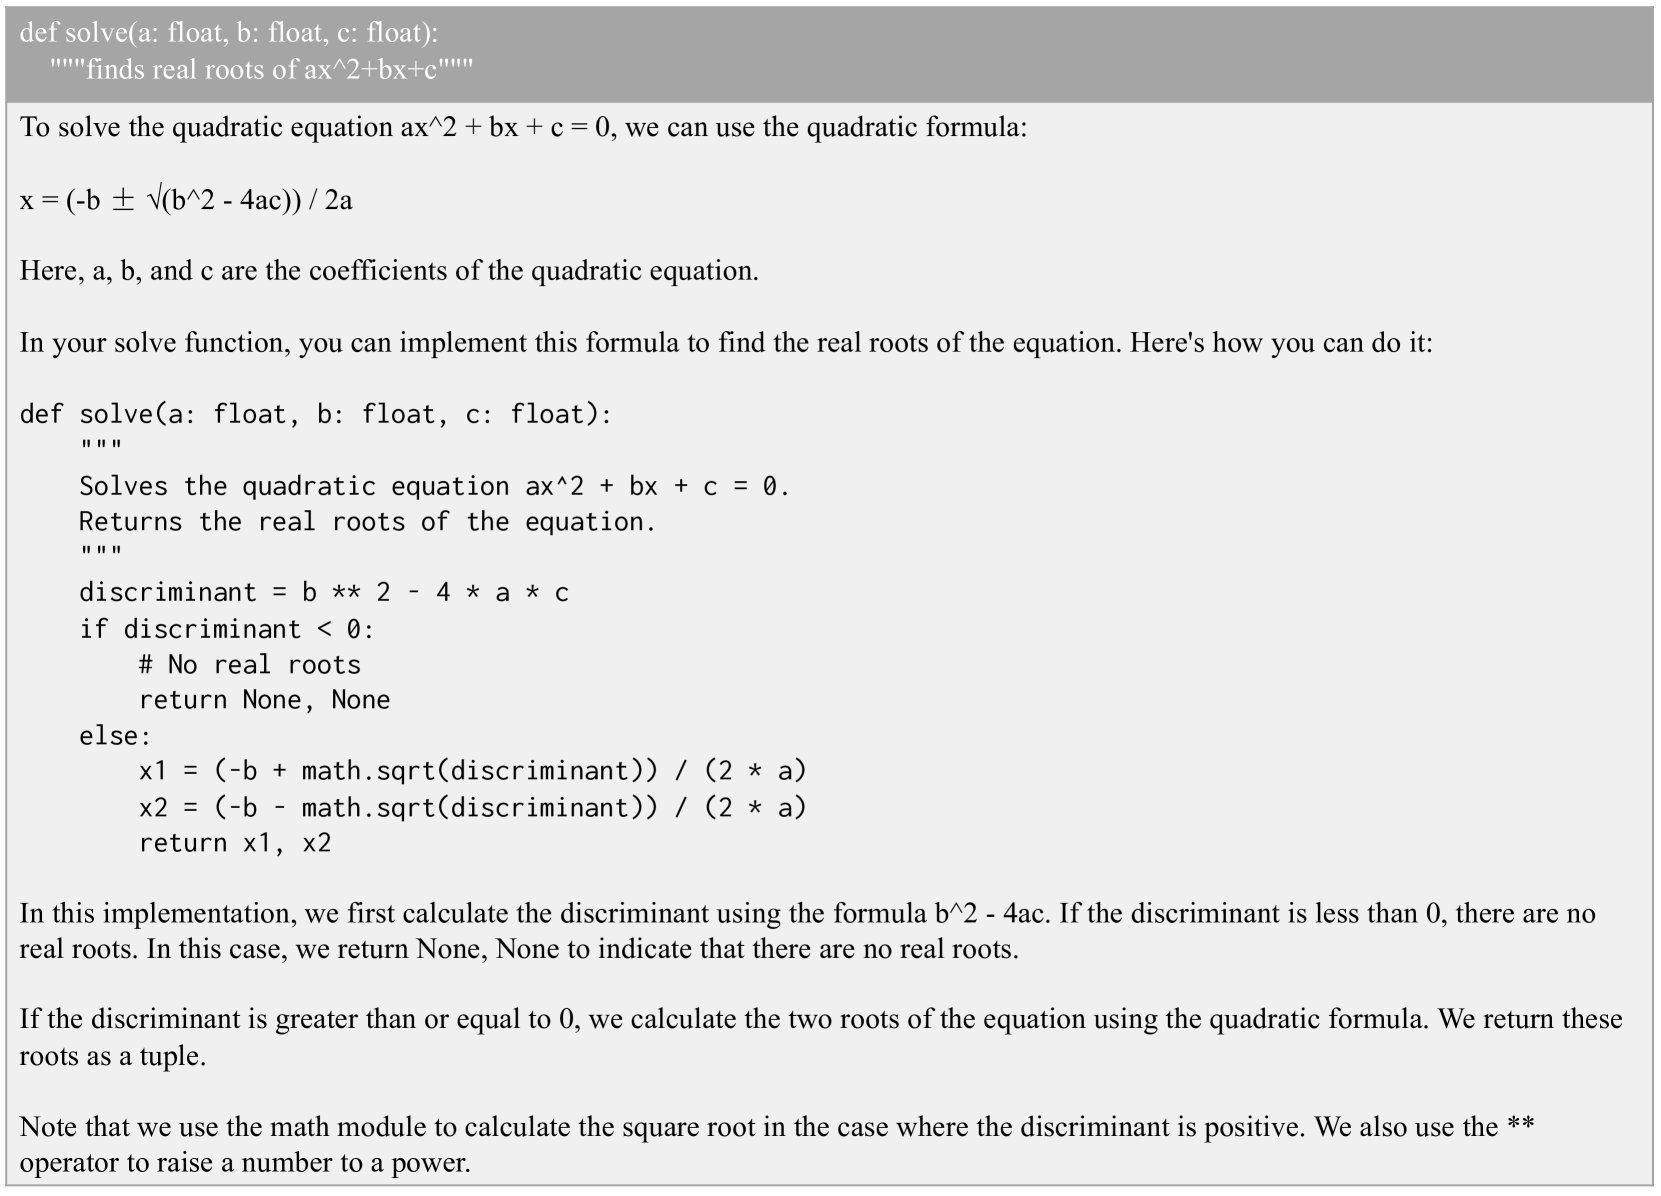 def solve(a: float, b: float, c: float):
    """finds real roots of ax^2+bx+c"""
To solve the quadratic equation ax^2 + bx + c = 0, we can use the quadratic formula:
x = (-b ± √(b^2 - 4ac)) / 2a
Here, a, b, and c are the coefficients of the quadratic equation.
In your solve function, you can implement this formula to find the real roots of the equation. Here's how you can do it:
def solve(a: float, b: float, c: float):
    """
    Solves the quadratic equation ax^2 + bx + c = 0.
    Returns the real roots of the equation.
    """
    discriminant = b ** 2 - 4 * a * c
    if discriminant < 0:
        # No real roots
        return None, None
    else:
        x1 = (-b + math.sqrt(discriminant)) / (2 * a)
        x2 = (-b - math.sqrt(discriminant)) / (2 * a)
        return x1, x2
In this implementation, we first calculate the discriminant using the formula b^2 - 4ac. If the discriminant is less than 0, there are no
real roots. In this case, we return None, None to indicate that there are no real roots.
If the discriminant is greater than or equal to 0, we calculate the two roots of the equation using the quadratic formula. We return these
roots as a tuple.
Note that we use the math module to calculate the square root in the case where the discriminant is positive. We also use the **
operator to raise a number to a power.